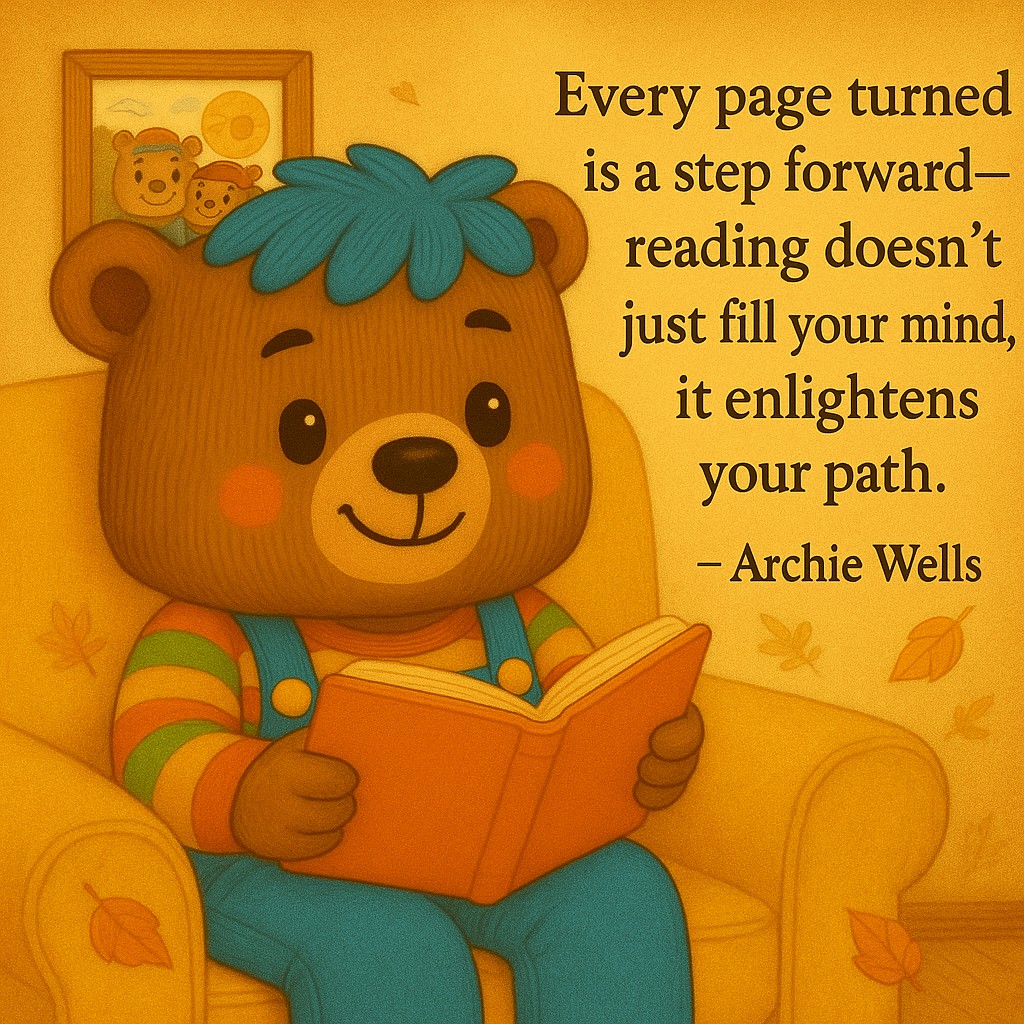 Every page turned
is a step forward—
reading doesn’t
just fill your mind,
it enlightens
your path.
– Archie Wells